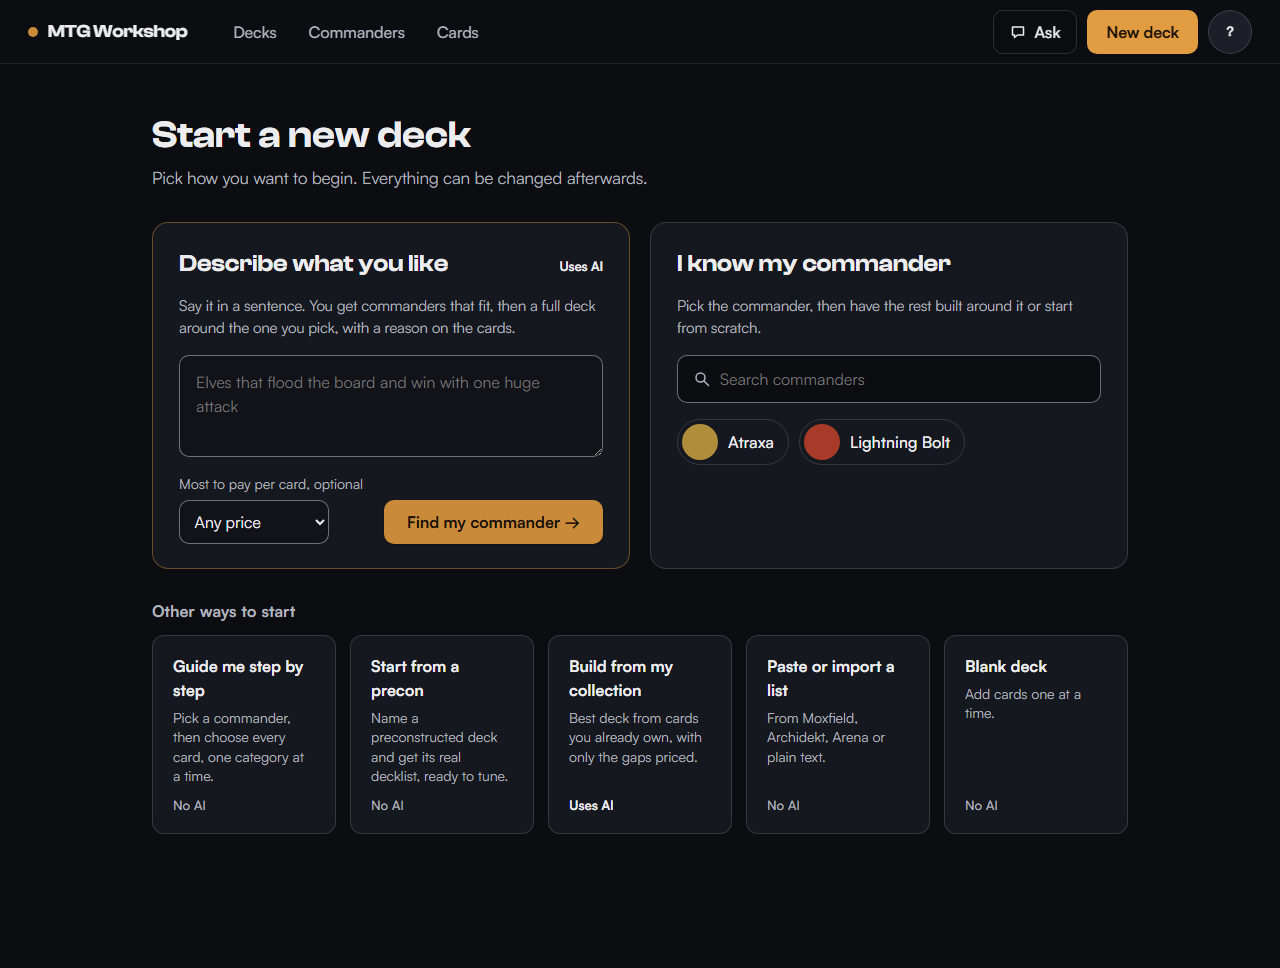 MTG Workshop
Decks
Commanders
Cards
Ask
New deck
?
Start a new deck
Pick how you want to begin. Everything can be changed afterwards.
Describe what you like
Uses AI
Say it in a sentence. You get commanders that fit, then a full deck
around the one you pick, with a reason on the cards.
Elves that flood the board and win with one huge
attack
Most to pay per card, optional
Any price
Find my commander →
I know my commander
Pick the commander, then have the rest built around it or start
from scratch.
Search commanders
Atraxa
Lightning Bolt
Other ways to start
Guide me step by
step
Pick a commander,
then choose every
card, one category at
a time.
No AI
Start from a
precon
Name a
preconstructed deck
and get its real
decklist, ready to tune.
No AI
Build from my
collection
Best deck from cards
you already own, with
only the gaps priced.
Uses AI
Paste or import a
list
From Moxfield,
Archidekt, Arena or
plain text.
No AI
Blank deck
Add cards one at a
time.
No AI